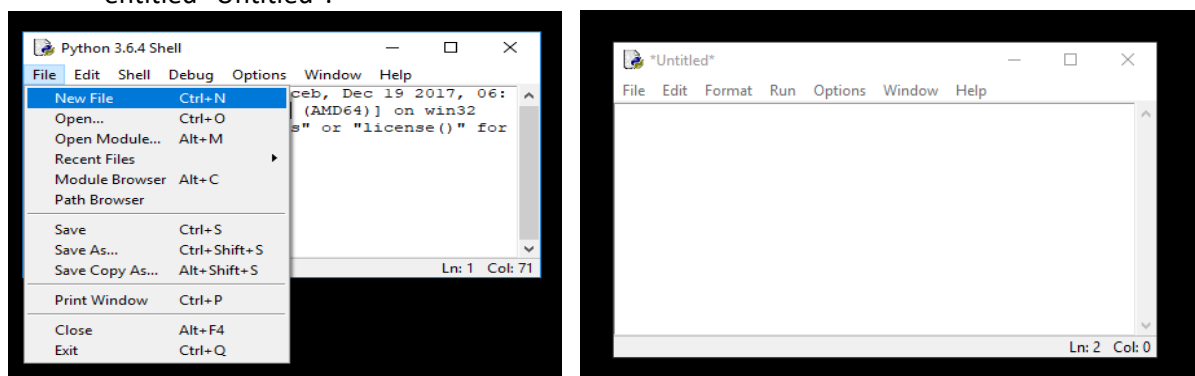 entitled "Untitled".
Python 3.6.4 Shell
File Edit Shell Debug Options Window Help
New File Ctrl+N
Open... Ctrl+O
Open Module... Alt+M
Recent Files
Module Browser Alt+C
Path Browser
Save Ctrl+S
Save As... Ctrl+Shift+S
Save Copy As... Alt+Shift+S
Print Window Ctrl+P
Close Alt+F4
Exit Ctrl+Q
ceb, Dec 19 2017, 06:
(AMD64)] on win32
s" or "license()" for
Ln: 1 Col: 71
*Untitled*
File Edit Format Run Options Window Help
Ln: 2 Col: 0